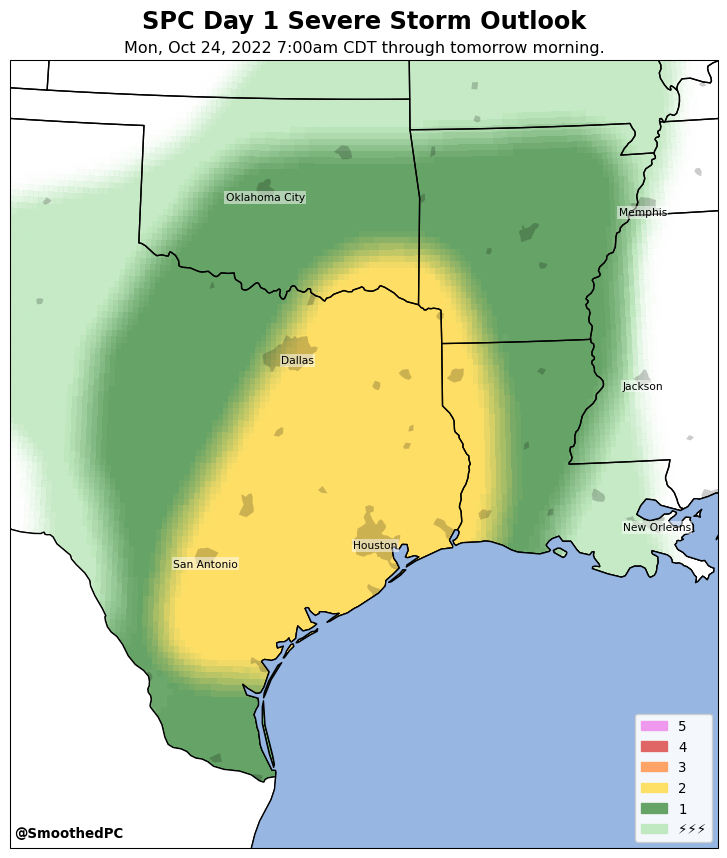 SPC Day 1 Severe Storm Outlook
Mon, Oct 24, 2022 7:00am CDT through tomorrow morning.
Oklahoma City
Memphis
Dallas
Jackson
New Orleans
Houston
San Antonio
5
4
3
2
1
⚡⚡⚡
@SmoothedPC